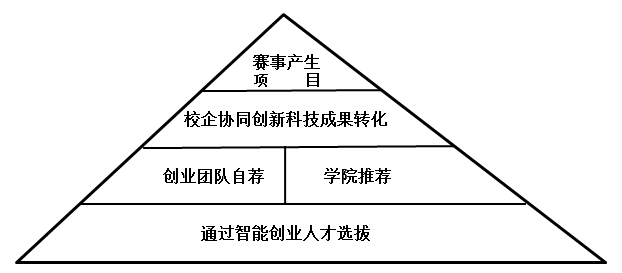 赛事产生
项 目
校企协同创新科技成果转化
创业团队自荐 学院推荐
通过智能创业人才选拔